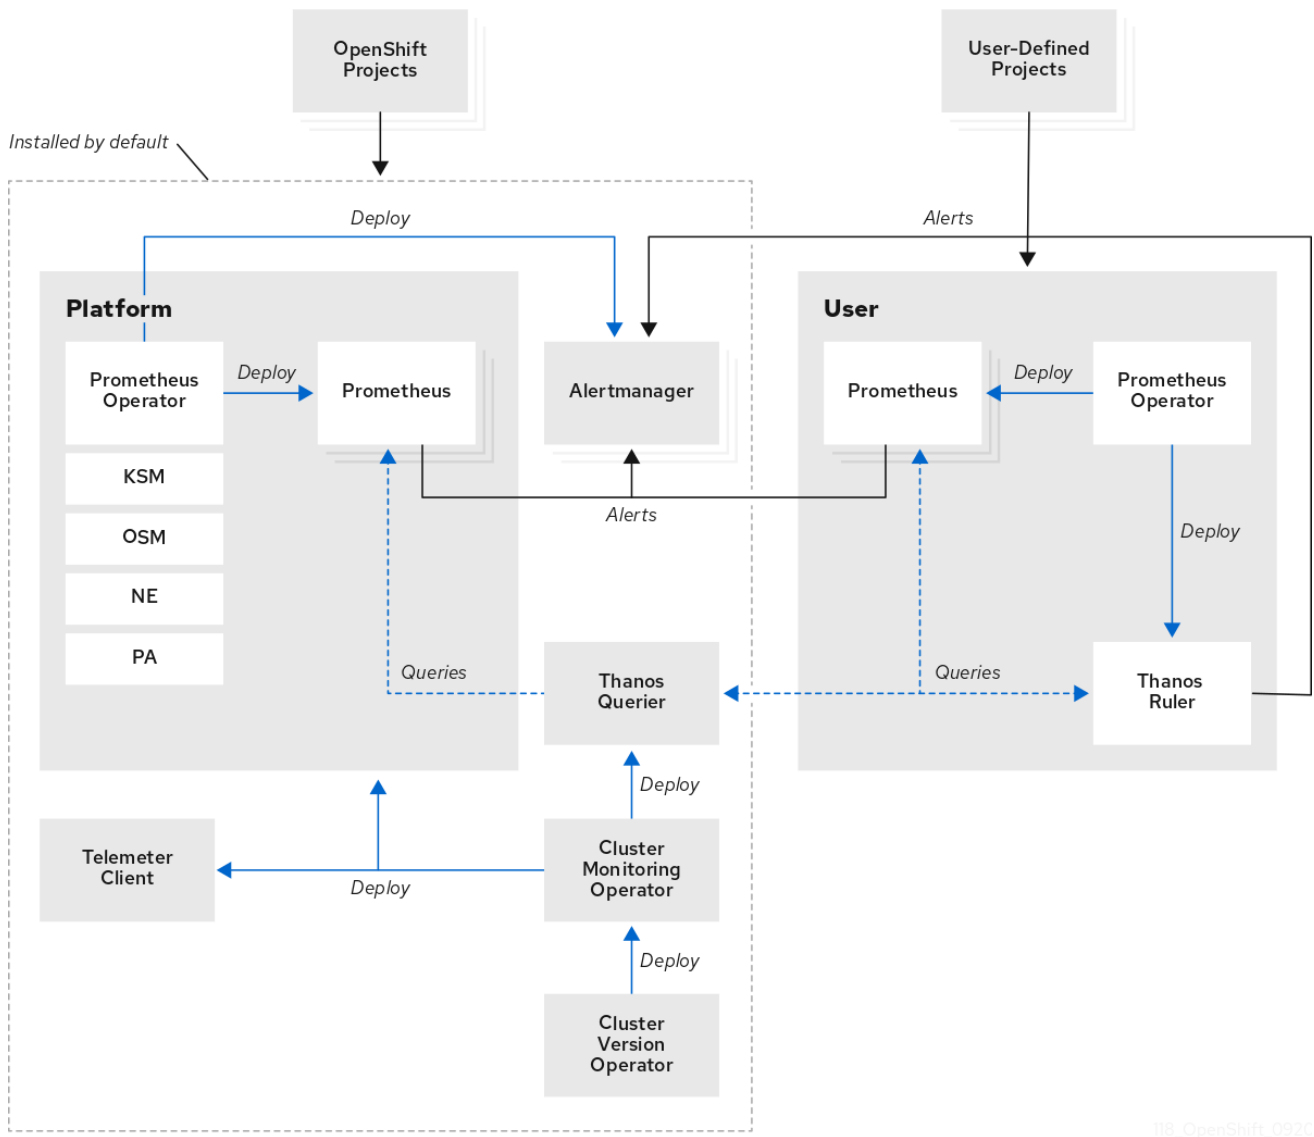 OpenShift
Projects
User-Defined
Projects
Installed by default
Deploy
Alerts
Platform
User
Prometheus
Operator
Deploy
Prometheus
Alertmanager
Prometheus
Deploy
Prometheus
Operator
KSM
OSM
NE
PA
Alerts
Deploy
Queries
Thanos
Querier
Queries
Thanos
Ruler
Deploy
Telemeter
Client
Deploy
Cluster
Monitoring
Operator
Deploy
Cluster
Version
Operator
118_OpenShift_0920